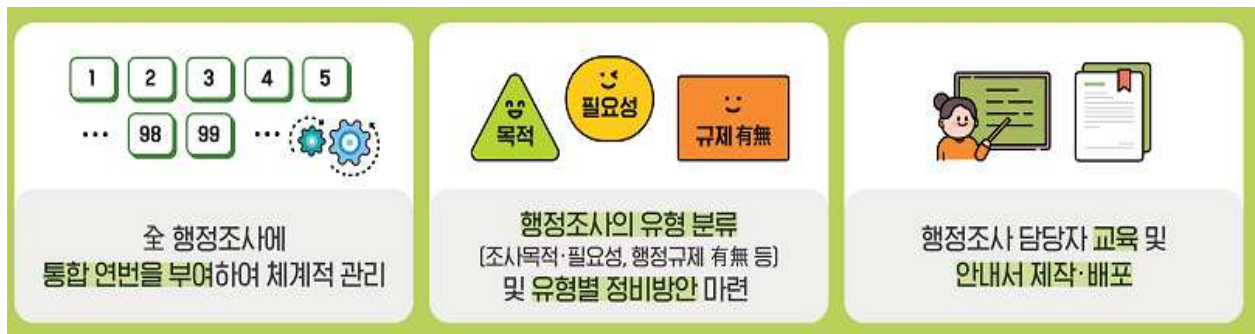 1 2 3 4 5
··· 98 99 ···
全 행정조사에
통합 연번을 부여하여 체계적 관리
목적
필요성
규제 有無
행정조사의 유형 분류
(조사목적·필요성, 행정규제 有無 등)
및 유형별 정비방안 마련
행정조사 담당자 교육 및
안내서 제작·배포